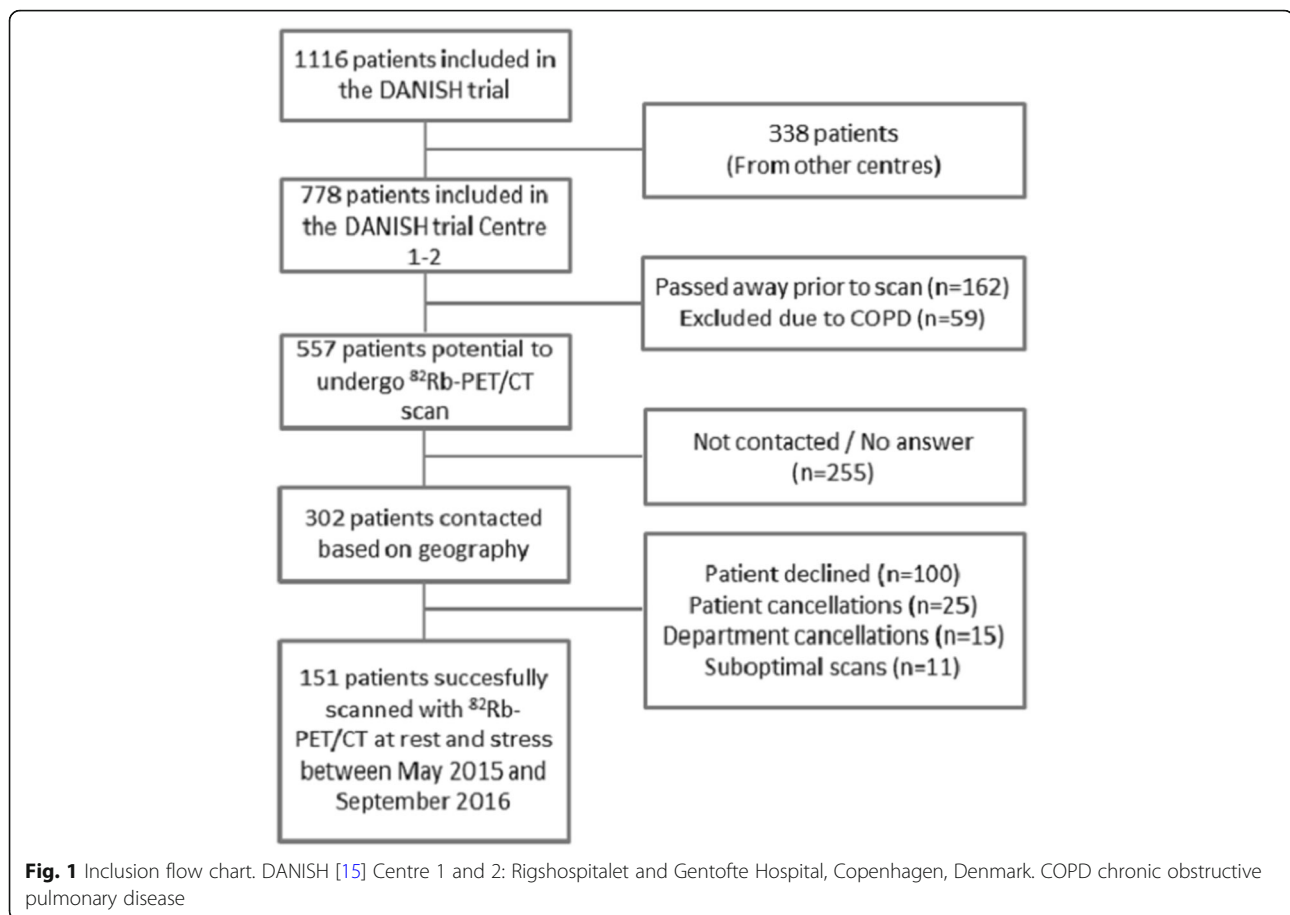 1116 patients included in
the DANISH trial
338 patients
(From other centres)
778 patients included in
the DANISH trial Centre
1-2
Passed away prior to scan (n=162)
Excluded due to COPD (n=59)
557 patients potential to
undergo ⁸²Rb-PET/CT
scan
Not contacted / No answer
(n=255)
302 patients contacted
based on geography
Patient declined (n=100)
Patient cancellations (n=25)
Department cancellations (n=15)
Suboptimal scans (n=11)
151 patients succesfully
scanned with ⁸²Rb-
PET/CT at rest and stress
between May 2015 and
September 2016
Fig. 1 Inclusion flow chart. DANISH [15] Centre 1 and 2: Rigshospitalet and Gentofte Hospital, Copenhagen, Denmark. COPD chronic obstructive
pulmonary disease